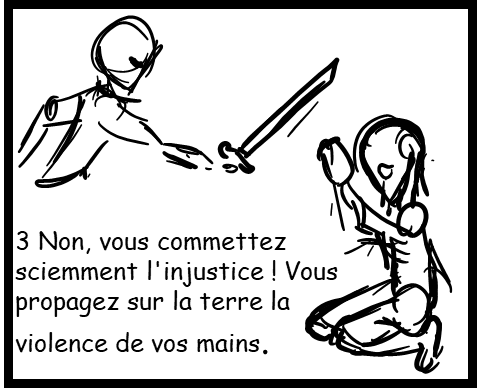 3 Non, vous commettez
sciemment l'injustice ! Vous
propagez sur la terre la
violence de vos mains.